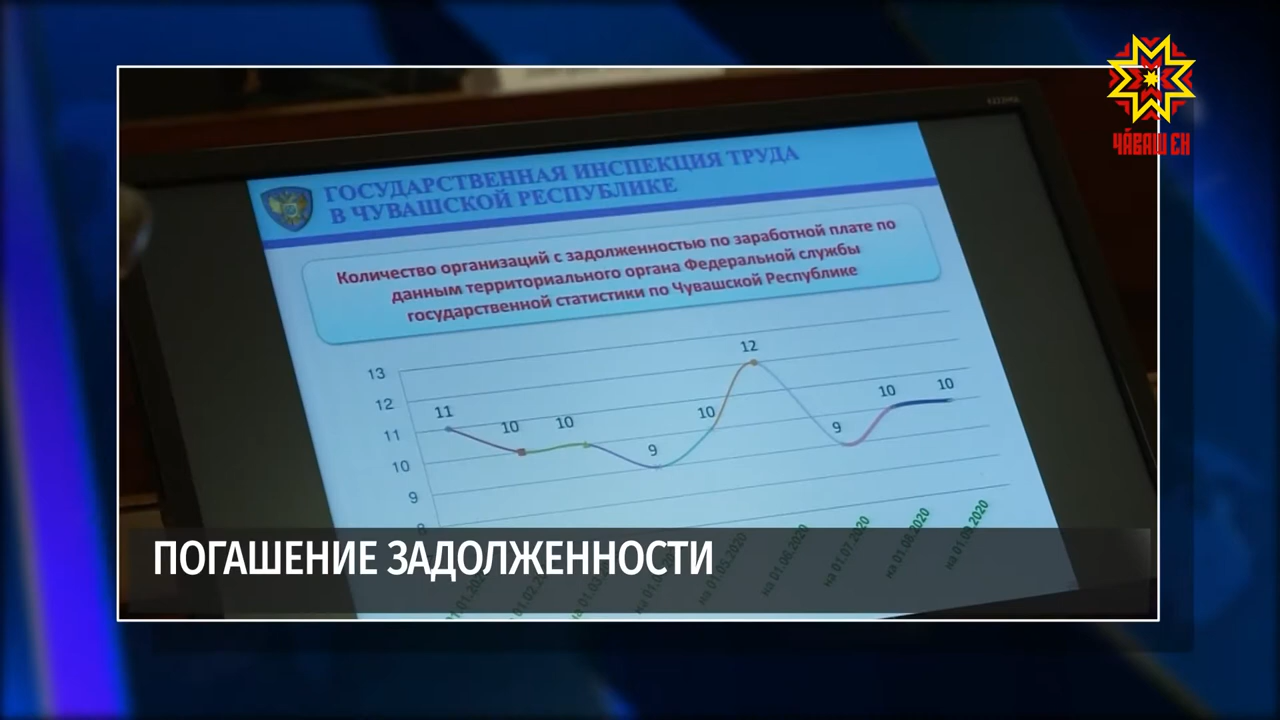 ЧӐВАШ ЕН
ГОСУДАРСТВЕННАЯ ИНСПЕКЦИЯ ТРУДА
В ЧУВАШСКОЙ РЕСПУБЛИКЕ
Количество организаций с задолженностью по заработной плате по
данным территориального органа Федеральной службы
государственной статистики по Чувашской Республике
13
12
11
10
9
8
11
10
10
9
10
12
9
10
10
на 01.05.2020
на 01.06.2020
на 01.07.2020
на 01.08.2020
на 01.09.2020
ПОГАШЕНИЕ ЗАДОЛЖЕННОСТИ